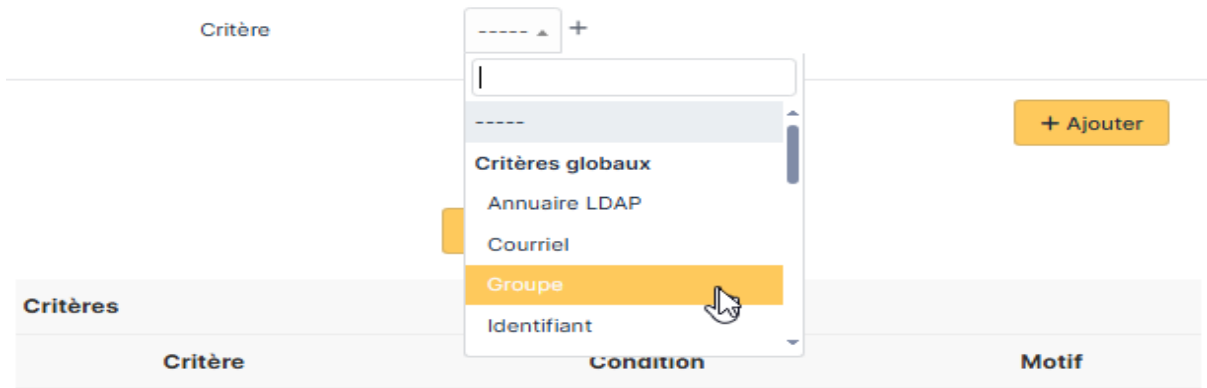 Critère
----- +
-----
+ Ajouter
Critères globaux
Annuaire LDAP
Courriel
Groupe
Identifiant
Critères
Critère Condition Motif